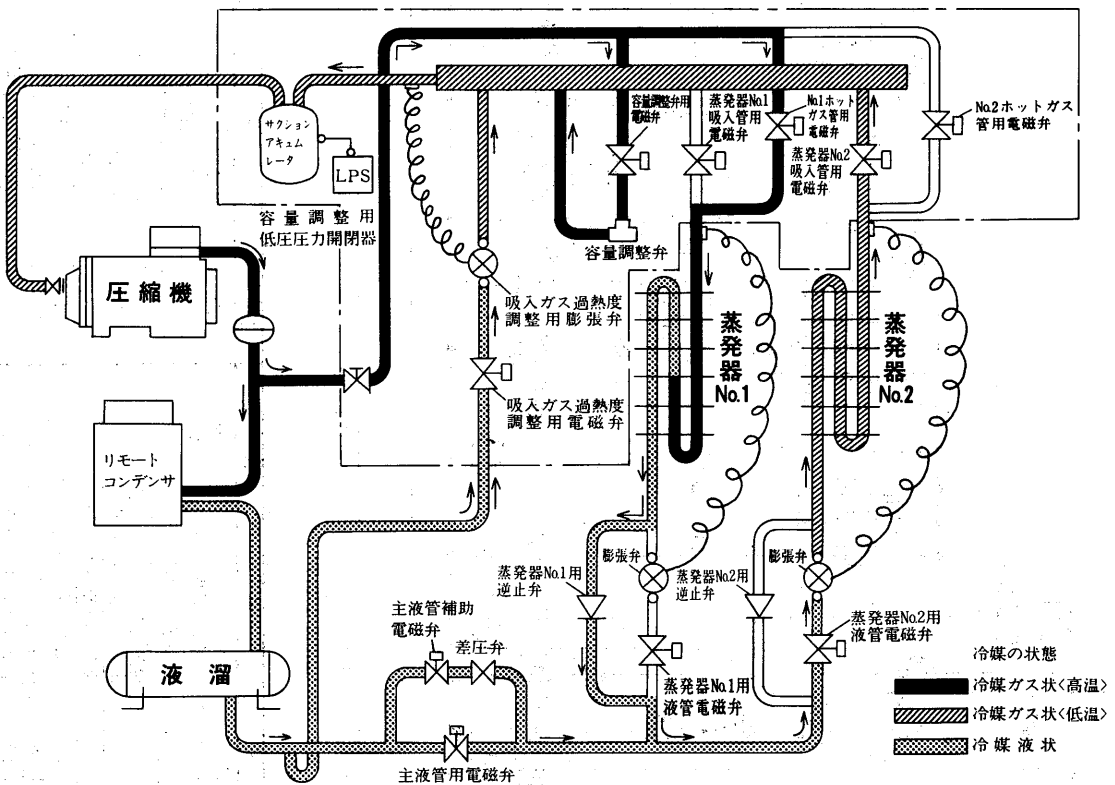 サクション
アキュム
レータ
LPS
容量調整用
低圧圧力開閉器
圧縮機
リモート
コンデンサ
液溜
吸入ガス過熱度
調整用膨張弁
吸入ガス過熱度
調整用電磁弁
容量調整弁用
電磁弁
容量調整弁
蒸発器No.1
吸入管用
電磁弁
No.1ホット
ガス管用
電磁弁
蒸発器No.2
吸入管用
電磁弁
No.2ホットガス
管用電磁弁
蒸発器
No.1
蒸発器
No.2
膨張弁
膨張弁
蒸発器No.1用
逆止弁
蒸発器No.2用
逆止弁
主液管補助
電磁弁
差圧弁
主液管用電磁弁
蒸発器No.1用
液管電磁弁
蒸発器No.2用
液管電磁弁
冷媒の状態
冷媒ガス状<高温>
冷媒ガス状<低温>
冷媒液状